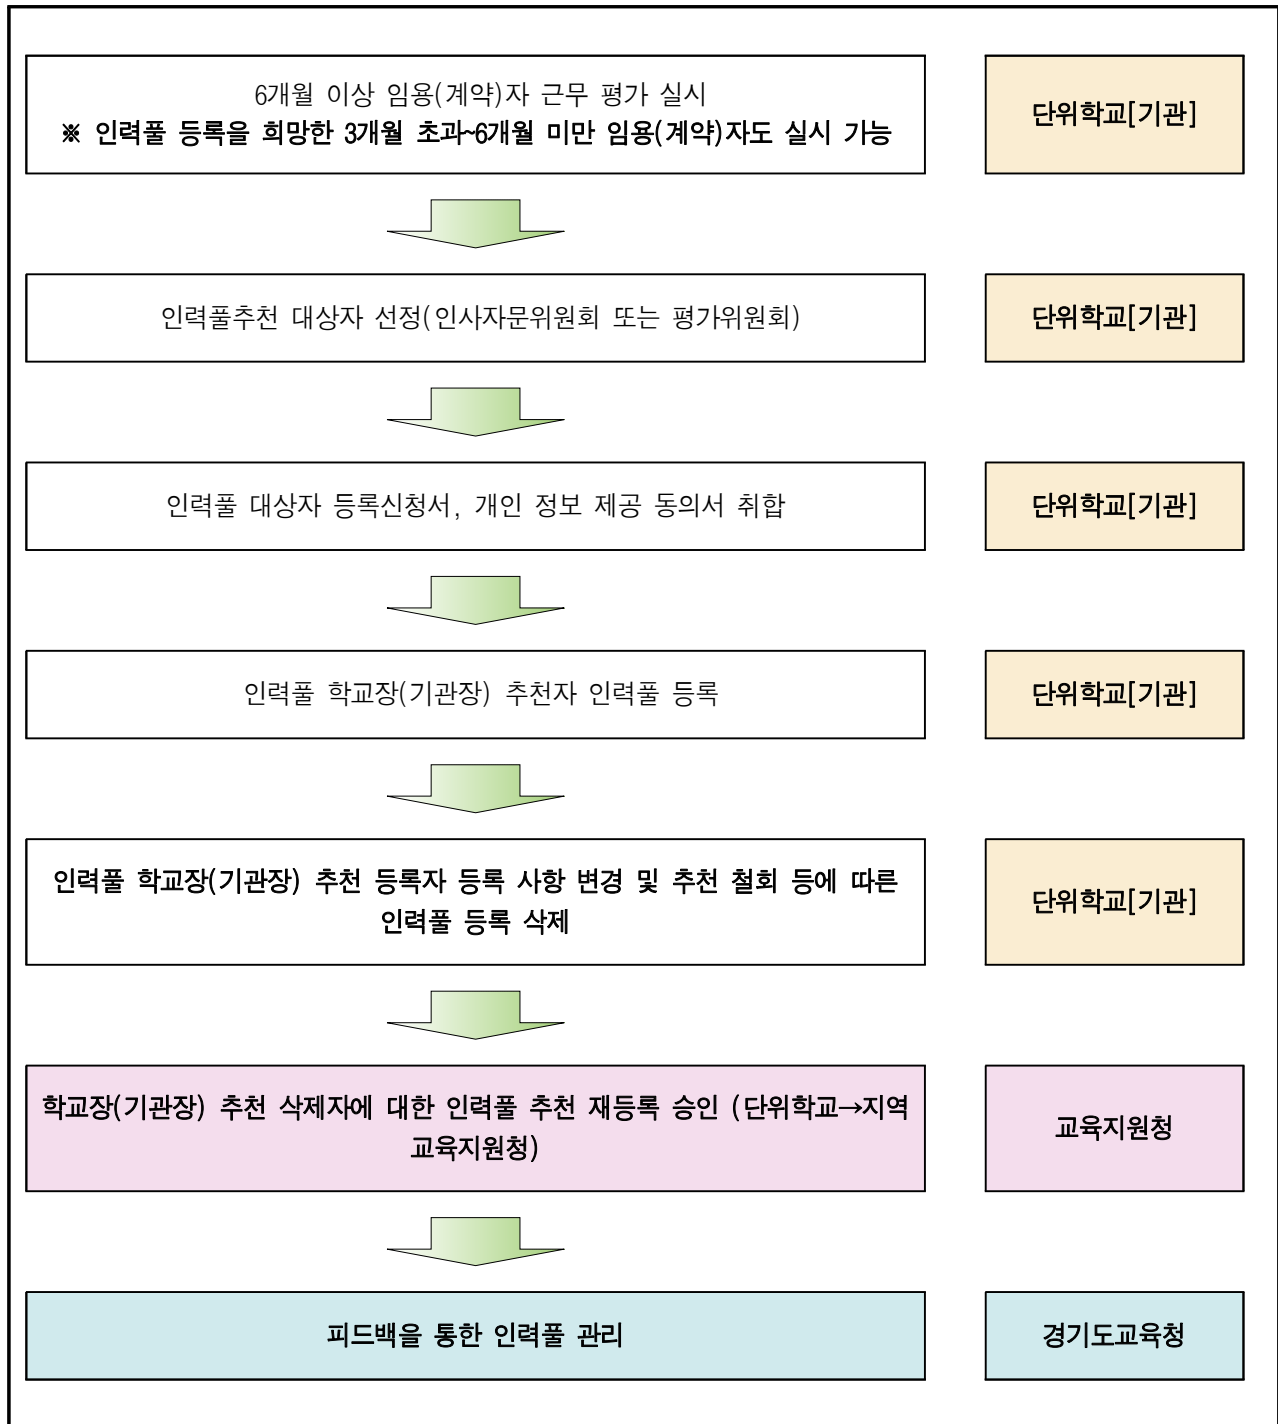 6개월 이상 임용(계약)자 근무 평가 실시
※ 인력풀 등록을 희망한 3개월 초과~6개월 미만 임용(계약)자도 실시 가능
단위학교[기관]
인력풀추천 대상자 선정(인사자문위원회 또는 평가위원회)
단위학교[기관]
인력풀 대상자 등록신청서, 개인 정보 제공 동의서 취합
단위학교[기관]
인력풀 학교장(기관장) 추천자 인력풀 등록
단위학교[기관]
인력풀 학교장(기관장) 추천 등록자 등록 사항 변경 및 추천 철회 등에 따른
인력풀 등록 삭제
단위학교[기관]
학교장(기관장) 추천 삭제자에 대한 인력풀 추천 재등록 승인 (단위학교→지역
교육지원청)
교육지원청
피드백을 통한 인력풀 관리
경기도교육청